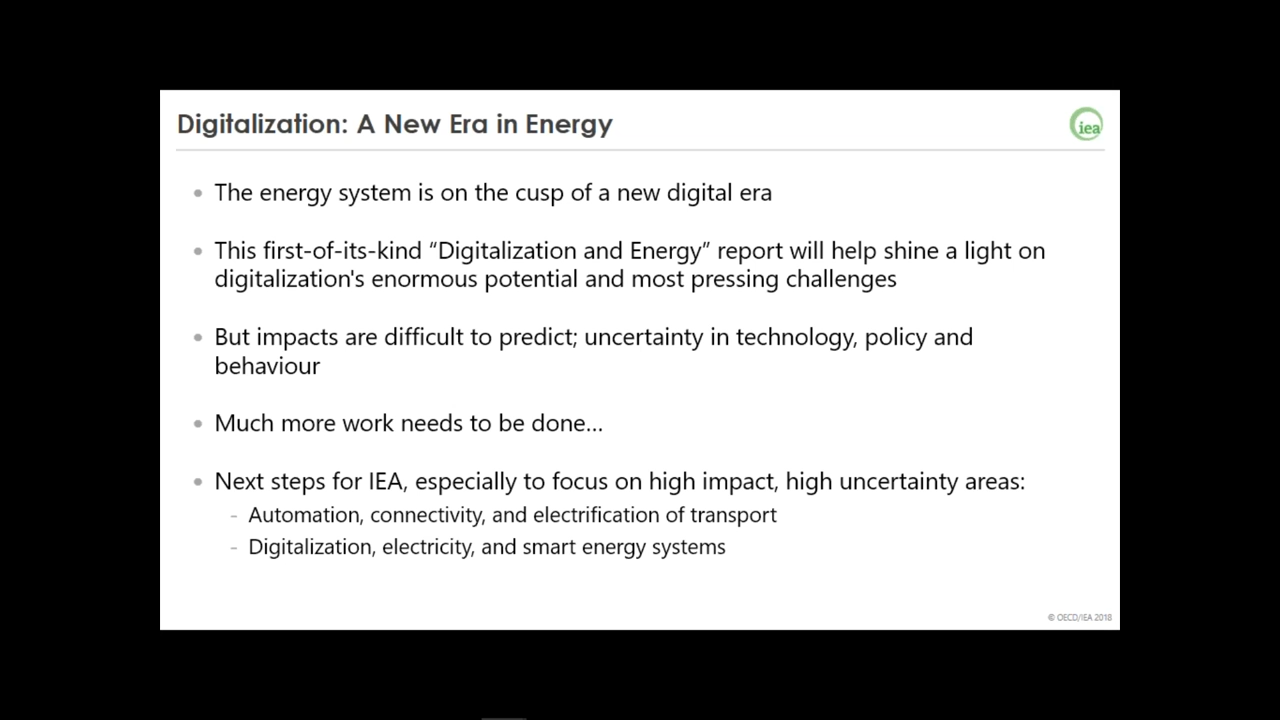 Digitalization: A New Era in Energy
iea
• The energy system is on the cusp of a new digital era
• This first-of-its-kind “Digitalization and Energy” report will help shine a light on
digitalization's enormous potential and most pressing challenges
• But impacts are difficult to predict; uncertainty in technology, policy and
behaviour
• Much more work needs to be done...
• Next steps for IEA, especially to focus on high impact, high uncertainty areas:
- Automation, connectivity, and electrification of transport
- Digitalization, electricity, and smart energy systems
© OECD/IEA 2018